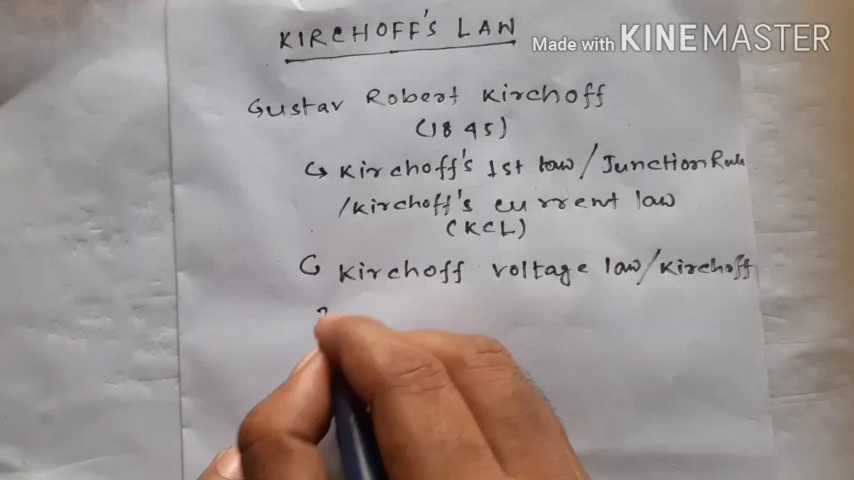 KIRCHOFF'S LAW
Made with KINEMASTER
Gustav Robert Kirchoff
(1845)
Kirchoff's 1st law/Junction Rule
/Kirchoff's current law
(KCL)
Kirchoff voltage law/Kirchoff